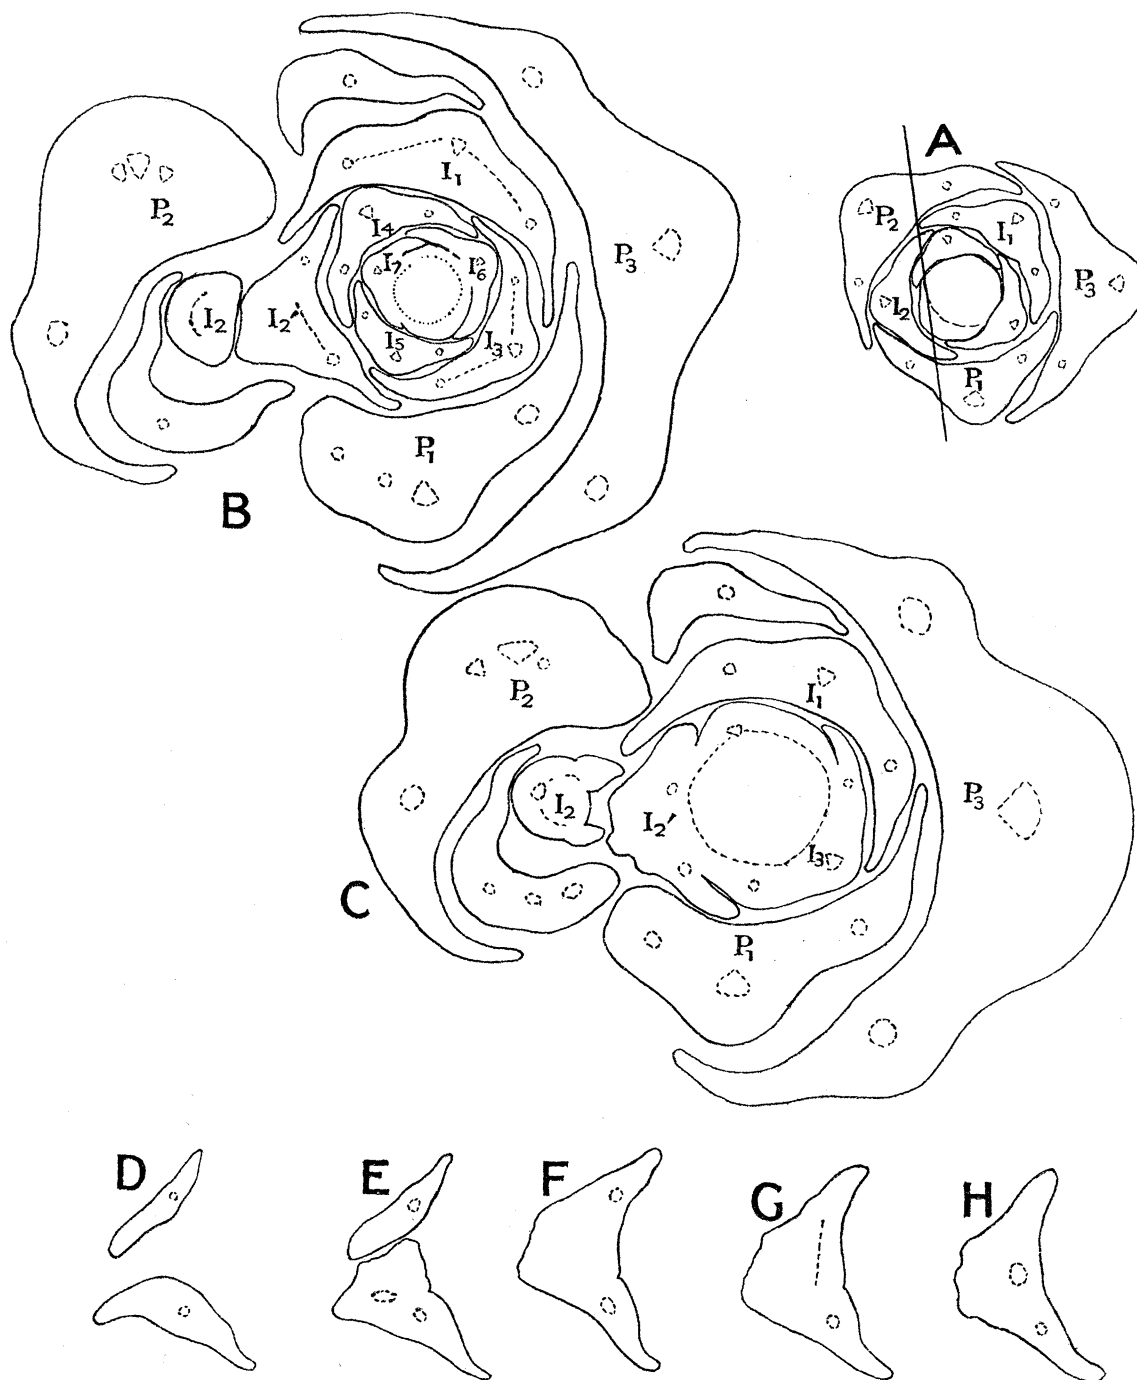 A
P₂
I₁
I₂
P₃
P₁
P₂
I₁
I₄
I₇
I₆
P₃
I₂
I₂′
I₅
I₃
P₁
B
P₂
I₁
P₃
I₂
I₂′
I₃
C
P₁
D
E
F
G
H